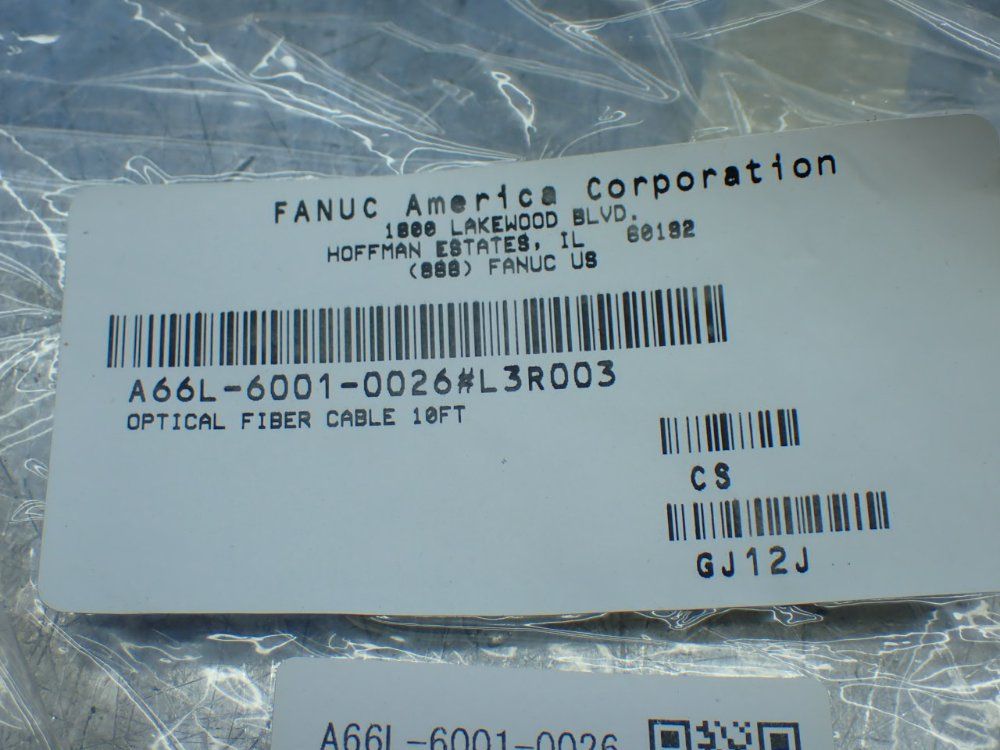 FANUC America Corporation
1800 LAKEWOOD BLVD.
HOFFMAN ESTATES, IL 60192
(888) FANUC US
A66L-6001-0026#L3R003
OPTICAL FIBER CABLE 10FT
CS
GJ12J
A66L-6001-0026